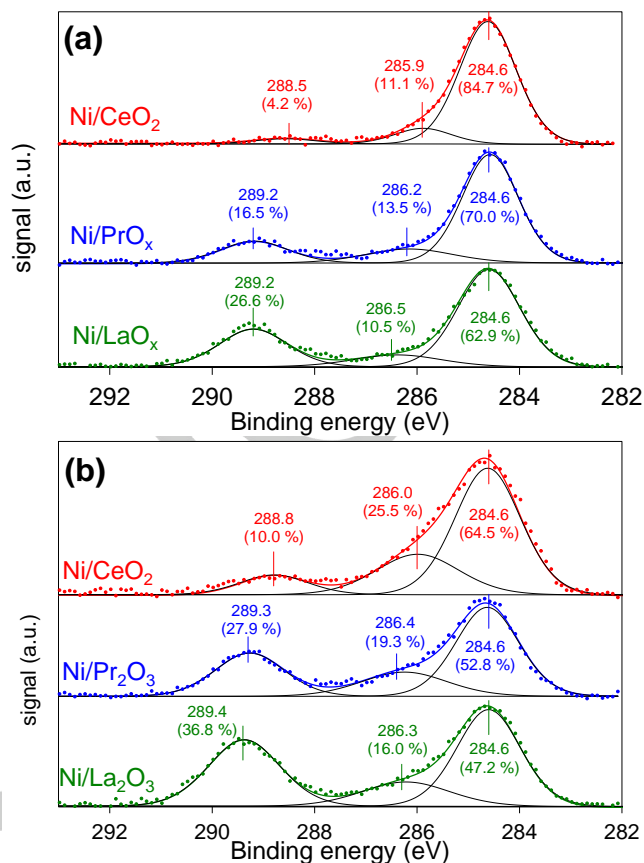 (a)
288.5
(4.2 %)
285.9
(11.1 %)
284.6
(84.7 %)
Ni/CeO₂
289.2
(16.5 %)
286.2
(13.5 %)
284.6
(70.0 %)
Ni/PrOₓ
289.2
(26.6 %)
286.5
(10.5 %)
284.6
(62.9 %)
Ni/LaOₓ
signal (a.u.)
292 290 288 286 284 282
Binding energy (eV)
(b)
288.8
(10.0 %)
286.0
(25.5 %)
284.6
(64.5 %)
Ni/CeO₂
289.3
(27.9 %)
286.4
(19.3 %)
284.6
(52.8 %)
Ni/Pr₂O₃
289.4
(36.8 %)
286.3
(16.0 %)
284.6
(47.2 %)
Ni/La₂O₃
signal (a.u.)
292 290 288 286 284 282
Binding energy (eV)